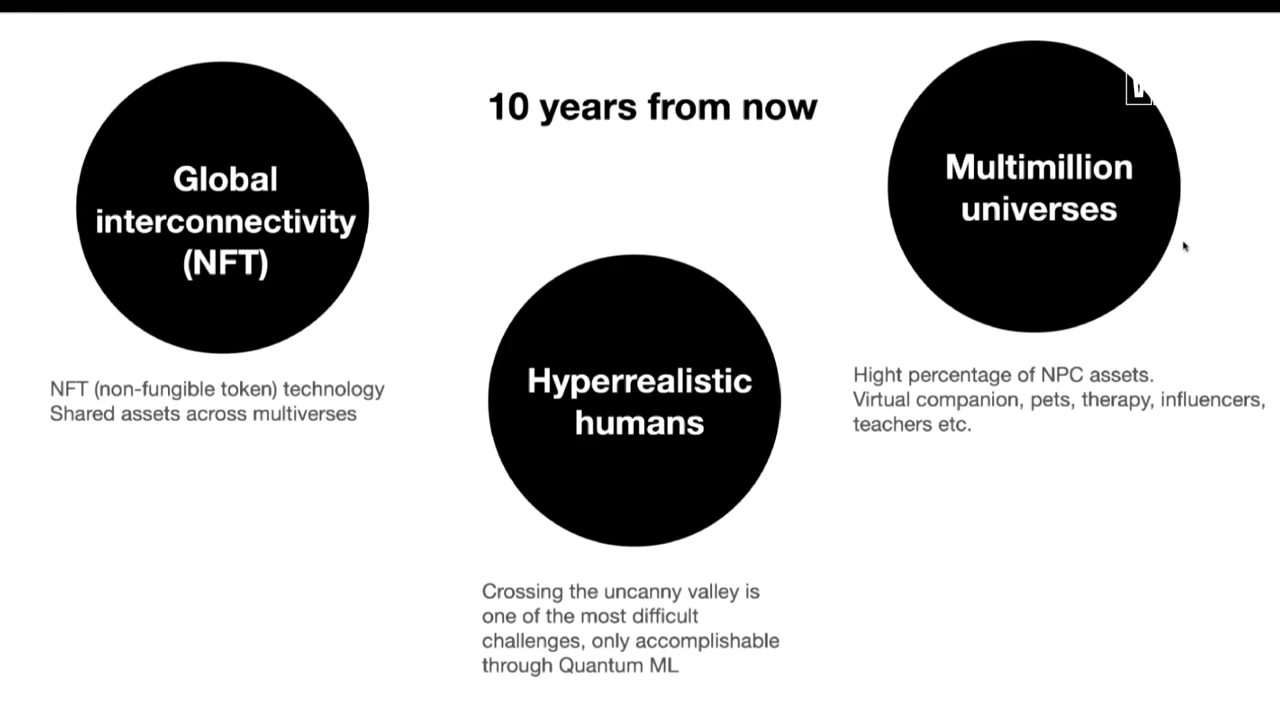 10 years from now
Global
interconnectivity
(NFT)
NFT (non-fungible token) technology
Shared assets across multiverses
Hyperrealistic
humans
Crossing the uncanny valley is
one of the most difficult
challenges, only accomplishable
through Quantum ML
Multimillion
universes
Hight percentage of NPC assets.
Virtual companion, pets, therapy, influencers,
teachers etc.